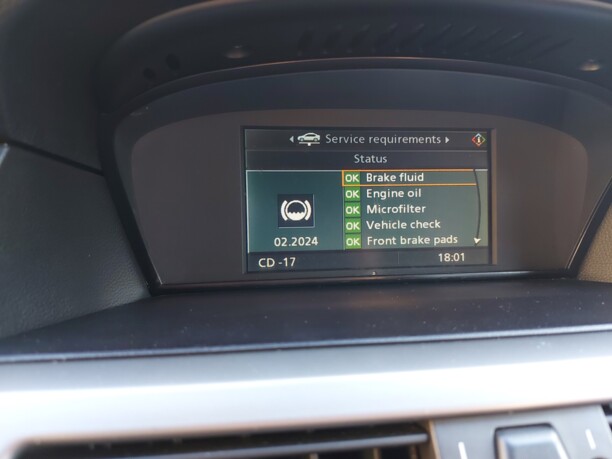 Service requirements
Status
OK Brake fluid
OK Engine oil
OK Microfilter
OK Vehicle check
OK Front brake pads
02.2024
CD -17 18:01